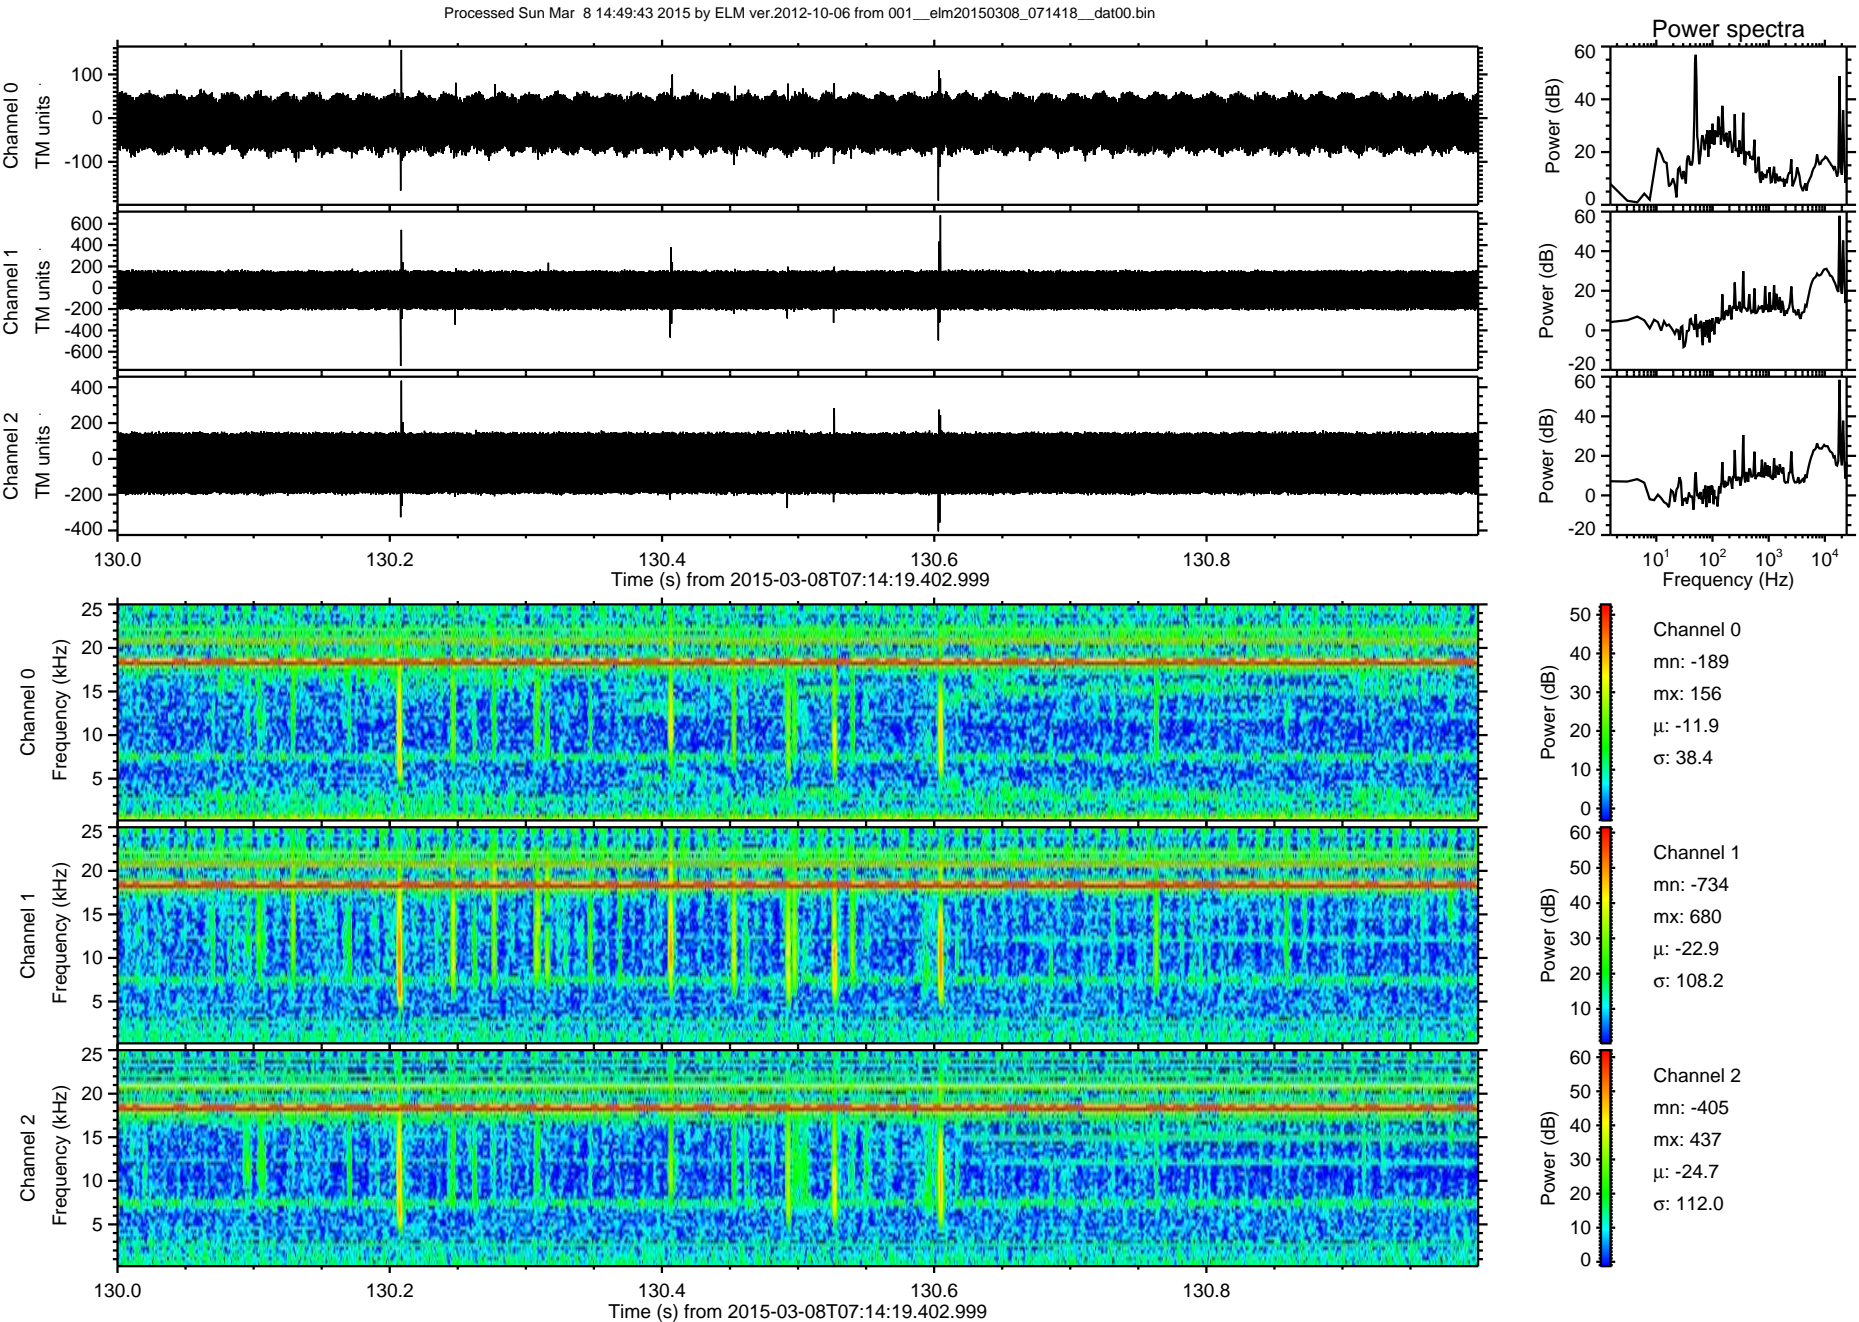 Processed Sun Mar  8 14:49:43 2015 by ELM ver.2012-10-06 from 001__elm20150308_071418__dat00.bin
Power spectra
Channel 0
TM units
100
0
-100
Power (dB)
60
40
20
0
Channel 1
TM units
600
400
200
0
-200
-400
-600
Power (dB)
60
40
20
0
-20
Channel 2
TM units
400
200
0
-200
-400
Power (dB)
60
40
20
0
-20
130.0 130.2 130.4 130.6 130.8
Time (s) from 2015-03-08T07:14:19.402.999
10^1 10^2 10^3 10^4
Frequency (Hz)
Channel 0
Frequency (kHz)
25
20
15
10
5
Power (dB)
50
40
30
20
10
0
Channel 0
mn: -189
mx: 156
μ: -11.9
σ: 38.4
Channel 1
Frequency (kHz)
25
20
15
10
5
Power (dB)
60
50
40
30
20
10
Channel 1
mn: -734
mx: 680
μ: -22.9
σ: 108.2
Channel 2
Frequency (kHz)
25
20
15
10
5
Power (dB)
60
50
40
30
20
10
0
Channel 2
mn: -405
mx: 437
μ: -24.7
σ: 112.0
130.0 130.2 130.4 130.6 130.8
Time (s) from 2015-03-08T07:14:19.402.999